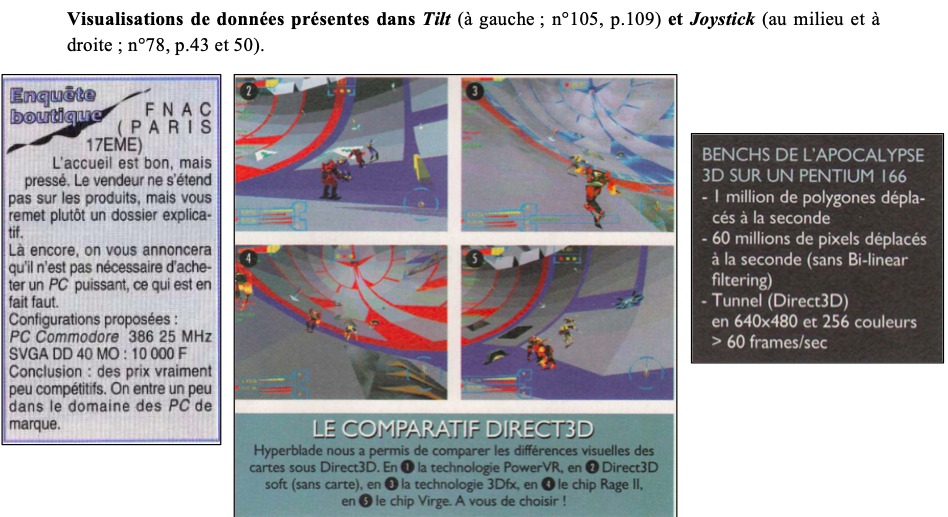 Visualisations de données présentes dans Tilt (à gauche ; n°105, p.109) et Joystick (au milieu et à
droite ; n°78, p.43 et 50).
Enquête
boutique
FNAC
(PARIS
17EME)
L'accueil est bon, mais
pressé. Le vendeur ne s'étend
pas sur les produits, mais vous
remet plutôt un dossier explica-
tif.
Là encore, on vous annoncera
qu'il n'est pas nécessaire d'ache-
ter un PC puissant, ce qui est en
fait faut.
Configurations proposées :
PC Commodore 386 25 MHz
SVGA DD 40 MO : 10 000 F
Conclusion : des prix vraiment
peu compétitifs. On entre un peu
dans le domaine des PC de
marque.
2
3
4
5
LE COMPARATIF DIRECT3D
Hyperblade nous a permis de comparer les différences visuelles des
cartes sous Direct3D. En 1 la technologie PowerVR, en 2 Direct3D
soft (sans carte), en 3 la technologie 3Dfx, en 4 le chip Rage II,
en 5 le chip Virge. A vous de choisir !
BENCHS DE L'APOCALYPSE
3D SUR UN PENTIUM 166
- 1 million de polygones dépla-
cés à la seconde
- 60 millions de pixels déplacés
à la seconde (sans Bi-linear
filtering)
- Tunnel (Direct3D)
en 640x480 et 256 couleurs
> 60 frames/sec